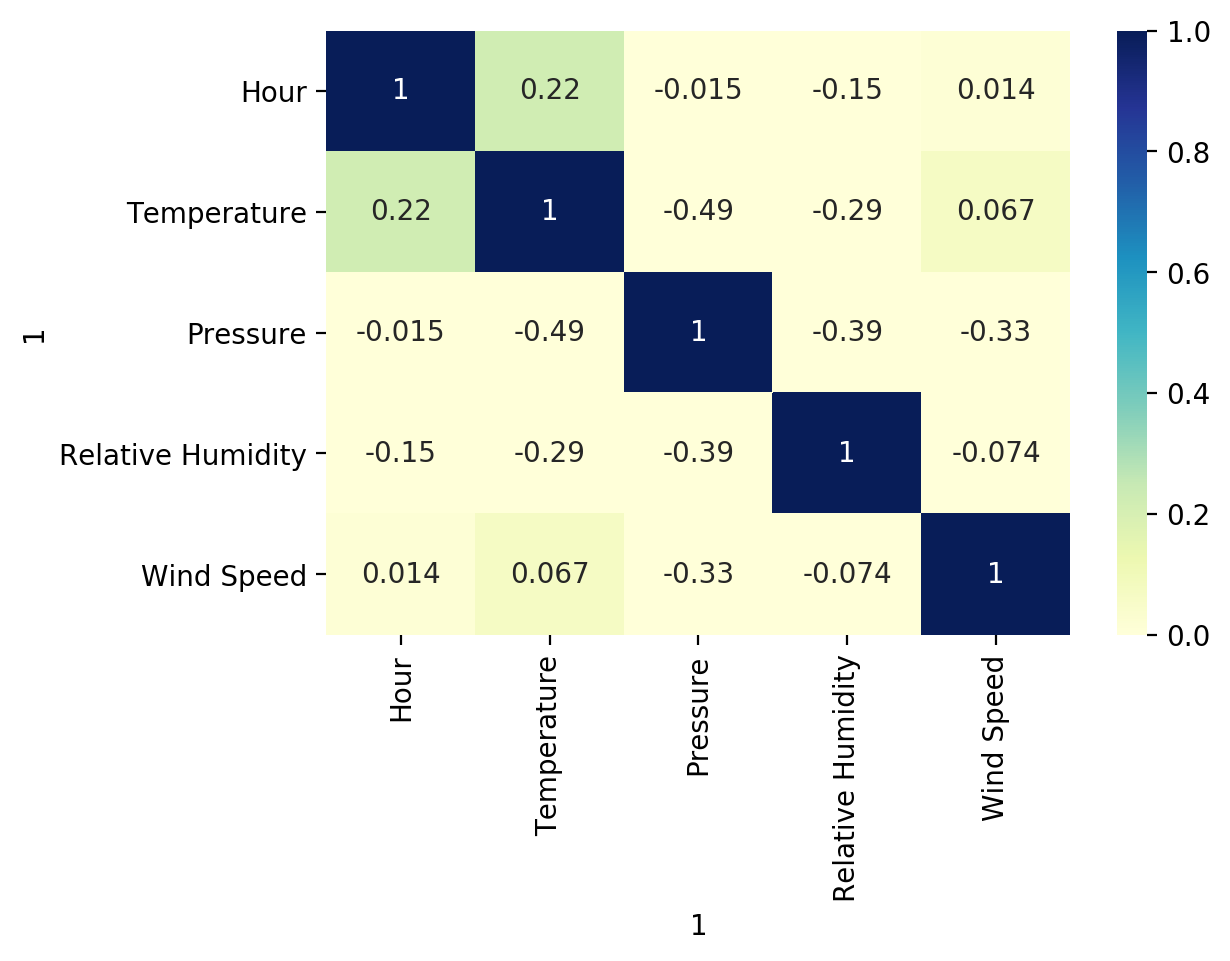 Hour 1 0.22 -0.015 -0.15 0.014
Temperature 0.22 1 -0.49 -0.29 0.067
Pressure -0.015 -0.49 1 -0.39 -0.33
Relative Humidity -0.15 -0.29 -0.39 1 -0.074
Wind Speed 0.014 0.067 -0.33 -0.074 1
1
Hour
Temperature
Pressure
Relative Humidity
Wind Speed
1
1.0
0.8
0.6
0.4
0.2
0.0